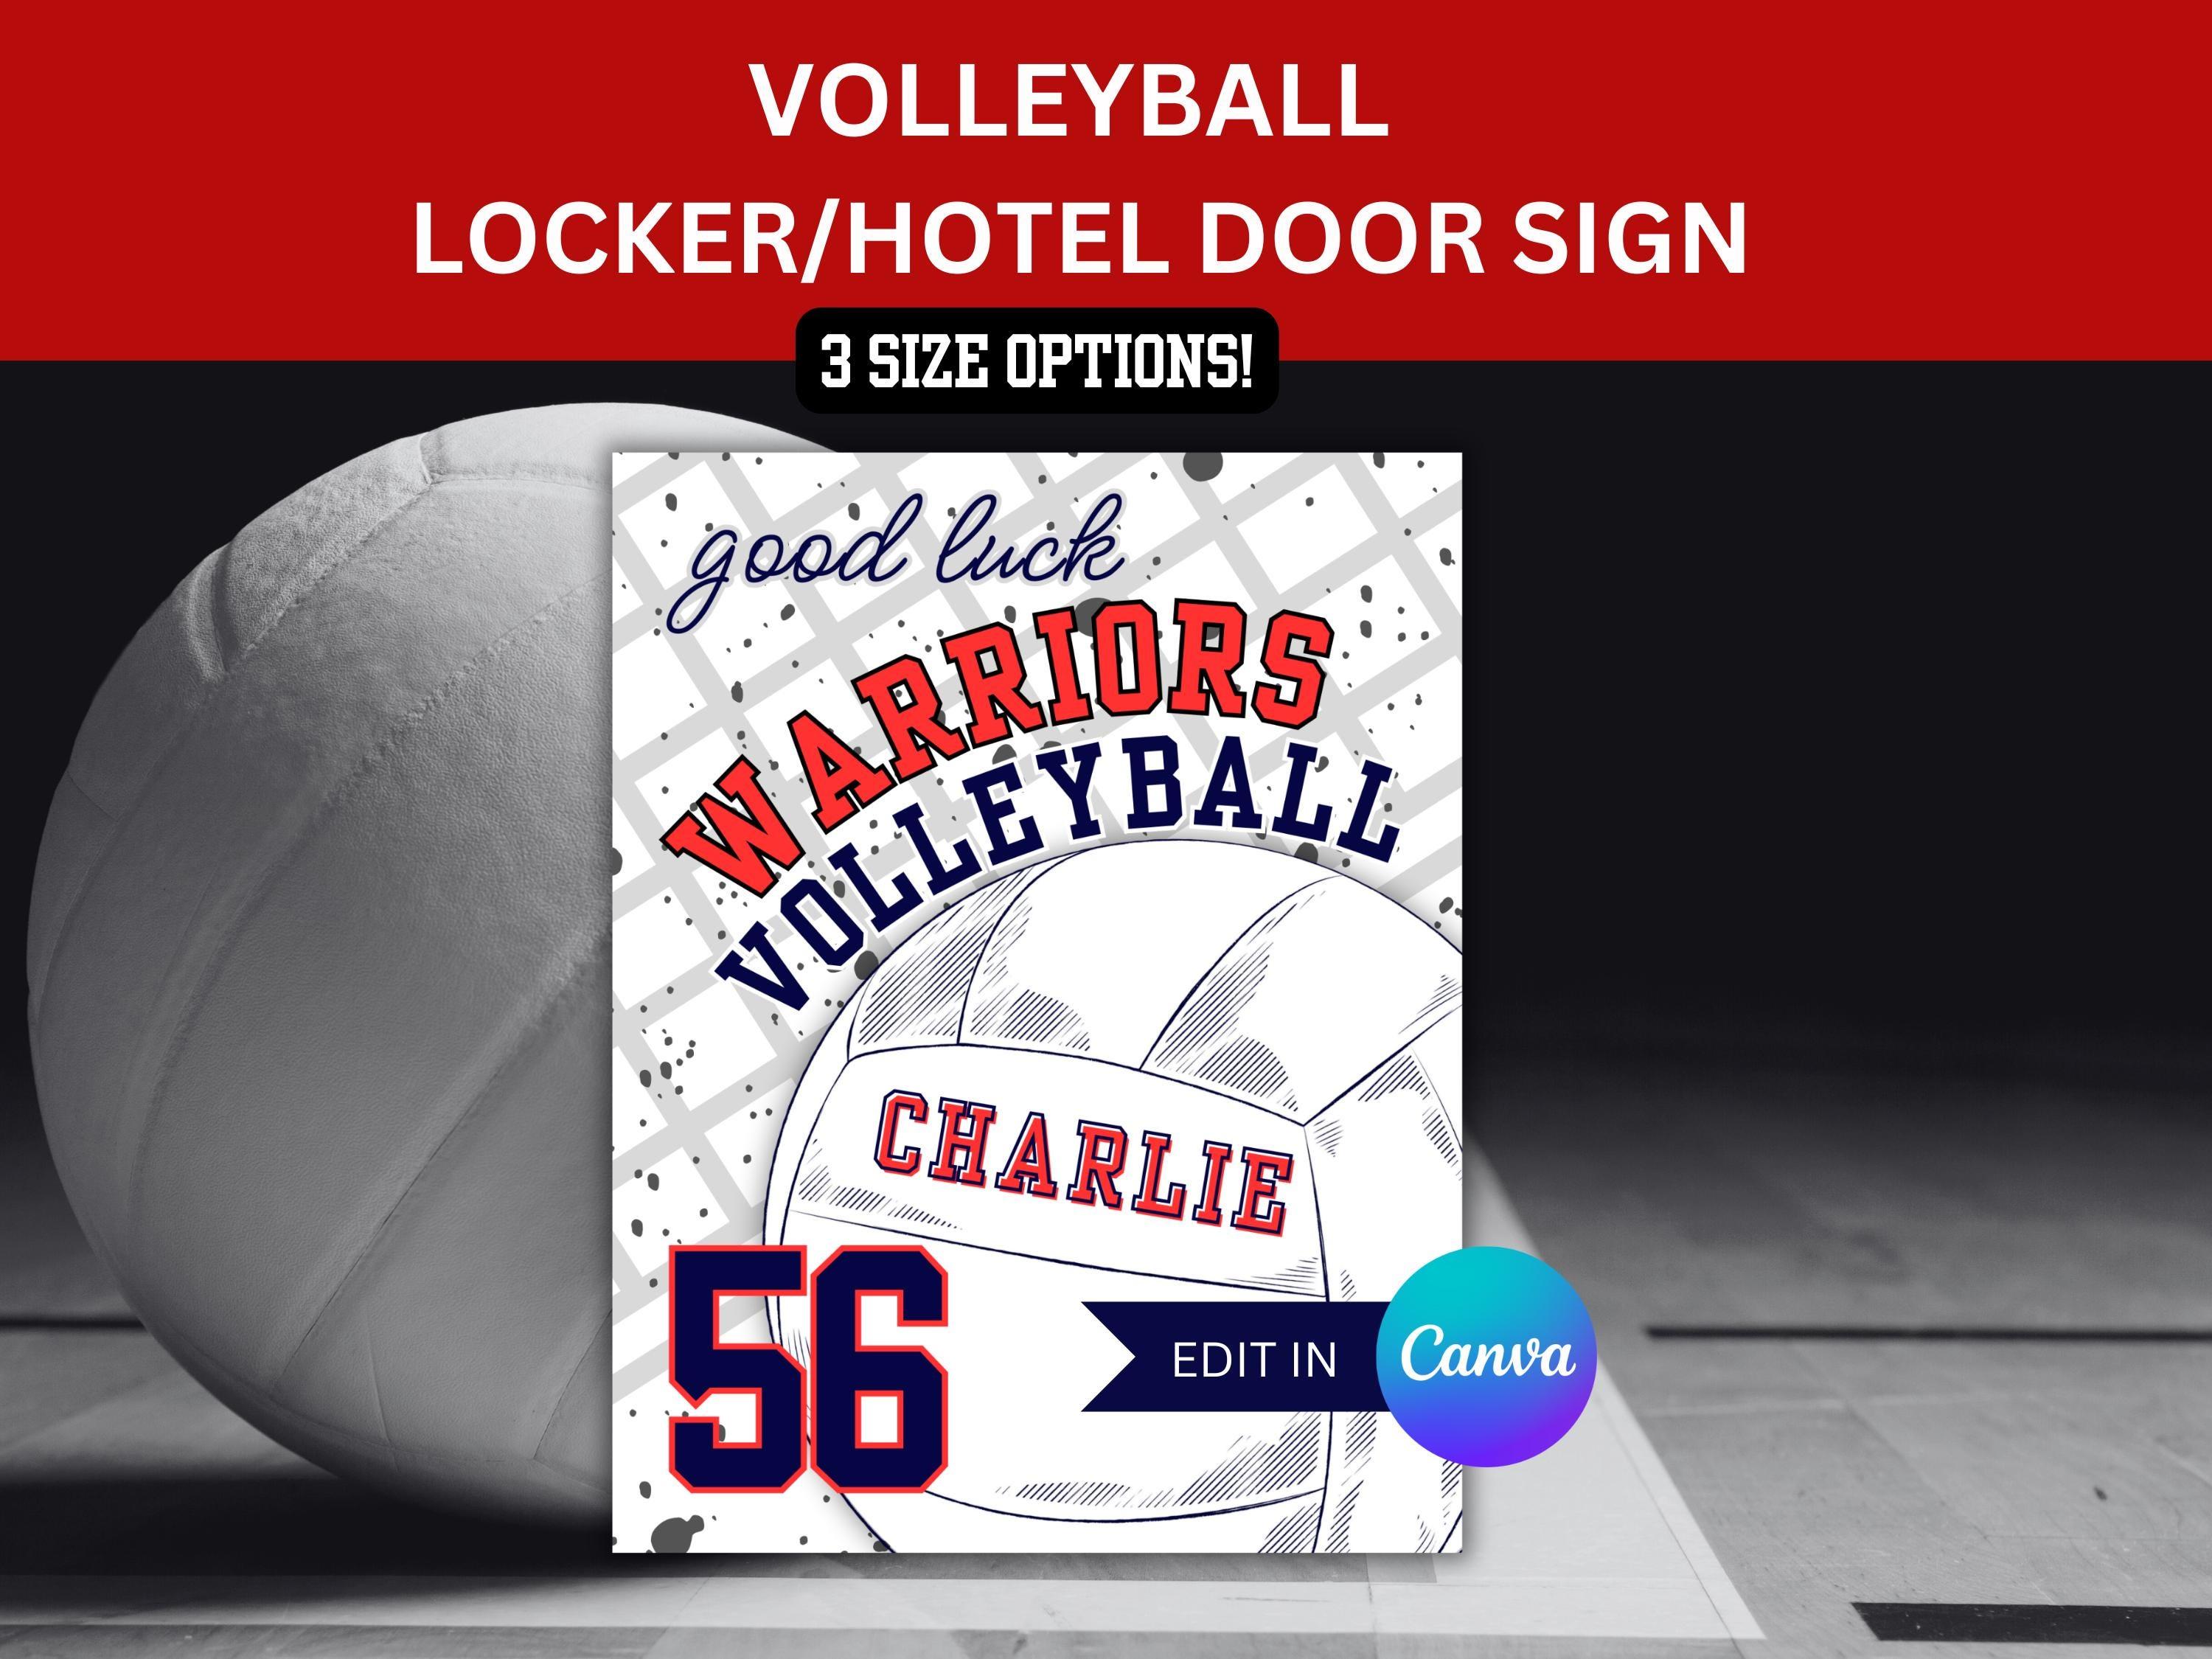 VOLLEYBALL
LOCKER/HOTEL DOOR SIGN
3 SIZE OPTIONS!
good luck
WARRIORS
VOLLEYBALL
CHARLIE
56
EDIT IN
Canva